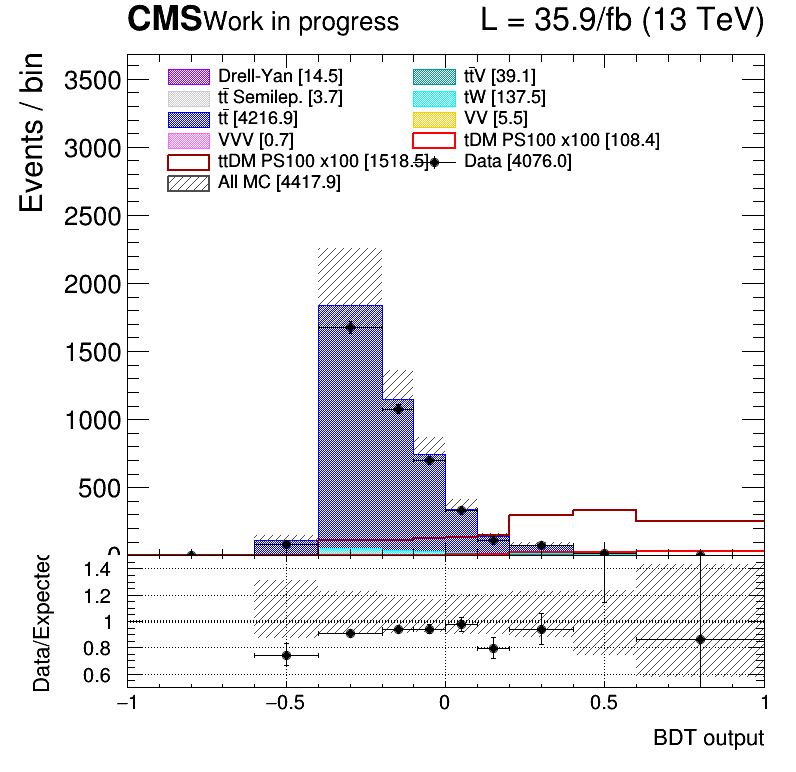 CMS Work in progress L = 35.9/fb (13 TeV)
Events / bin
3500
3000
2500
2000
1500
1000
500
0
Drell-Yan [14.5] tt̄V [39.1]
tt̄ Semilep. [3.7] tW [137.5]
tt̄ [4216.9] VV [5.5]
VVV [0.7] tDM PS100 x100 [108.4]
ttDM PS100 x100 [1518.5] Data [4076.0]
All MC [4417.9]
Data/Expected
1.4
1.2
1
0.8
0.6
−1 −0.5 0 0.5 1
BDT output